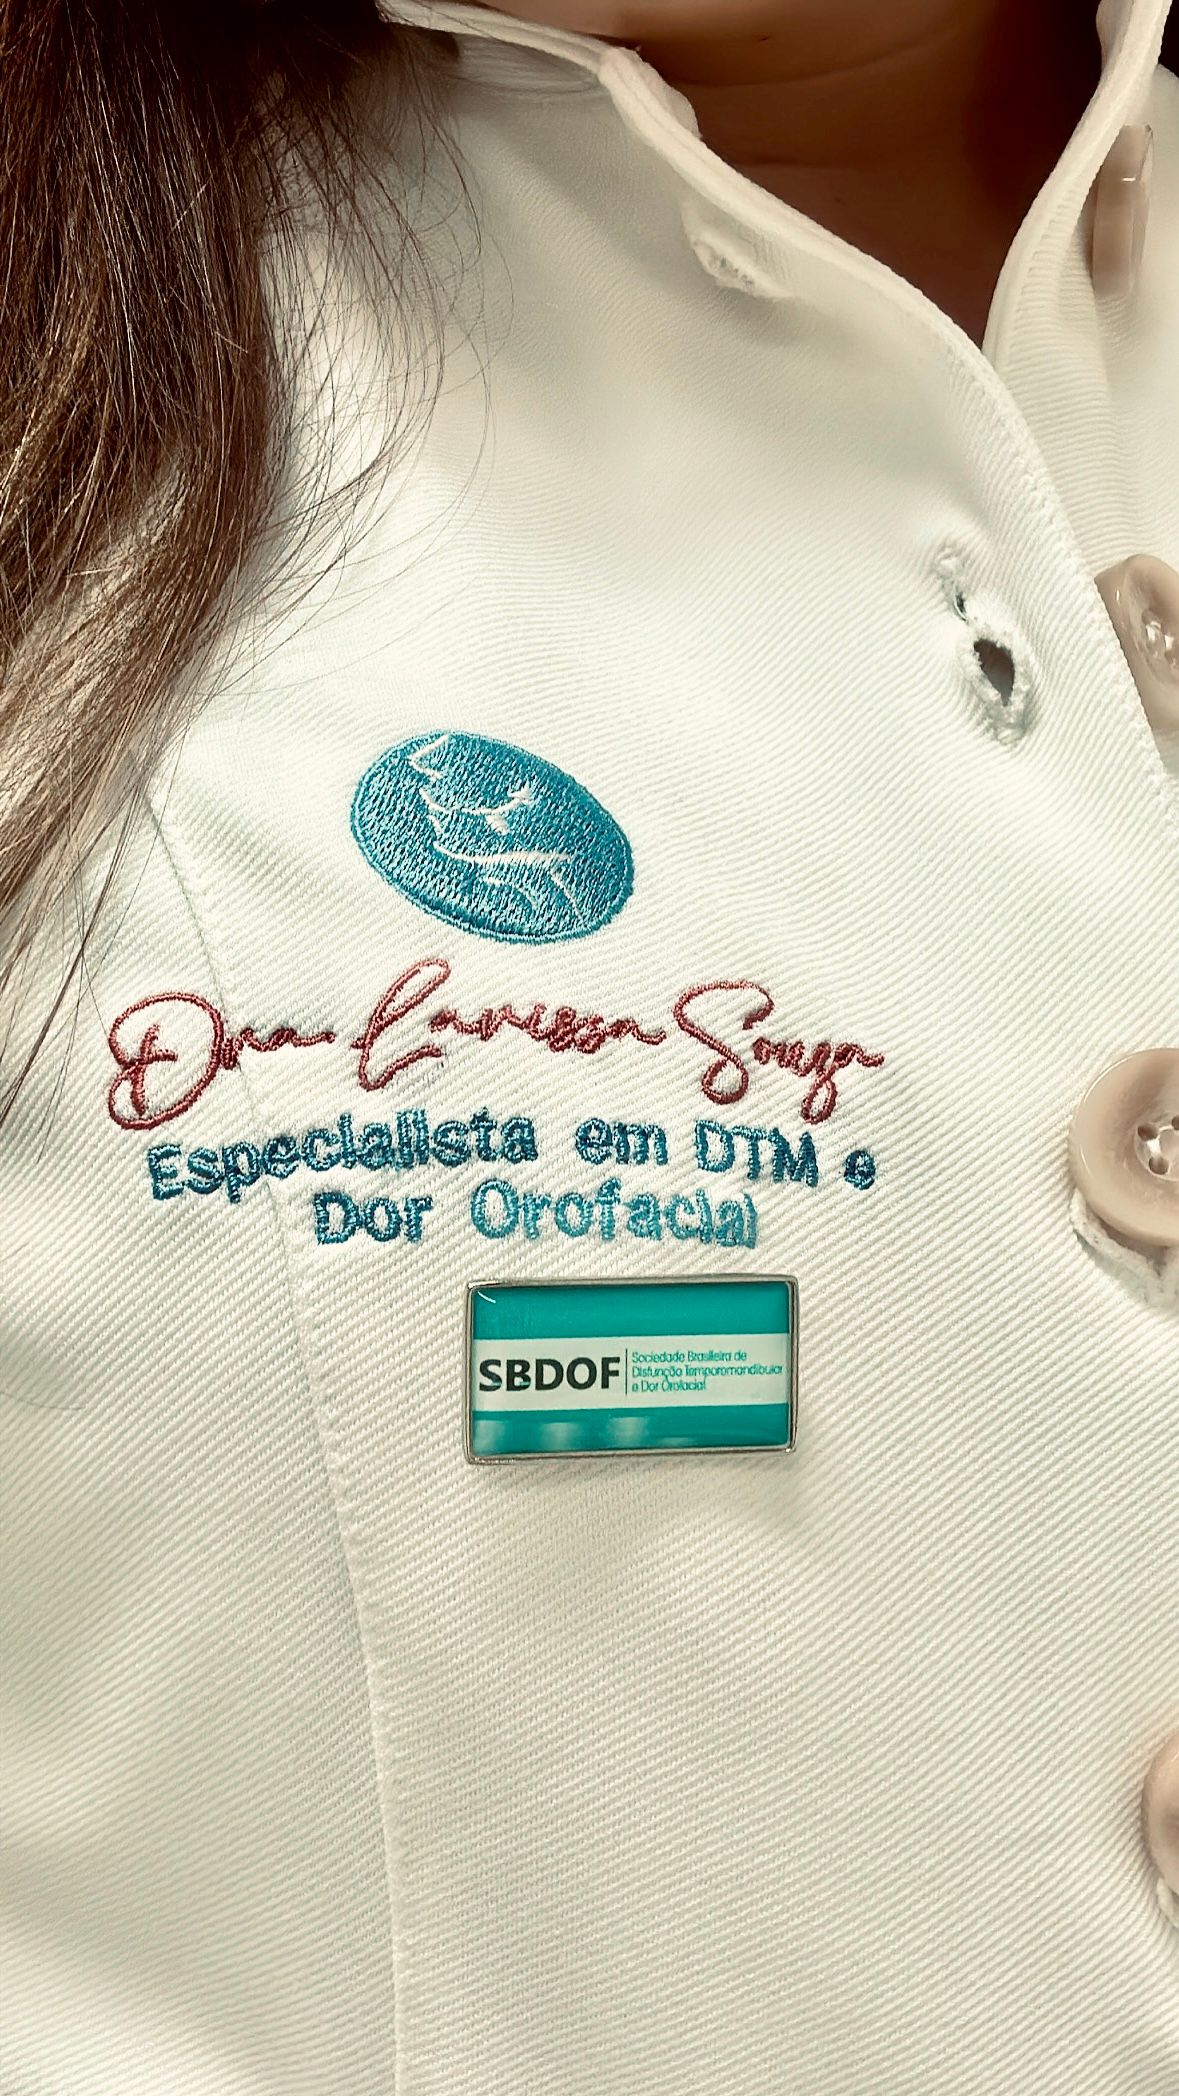 Dra Larissa Souza
Especialista em DTM e
Dor Orofacial
SBDOF
Sociedade Brasileira de
Disfunção Temporomandibular
e Dor Orofacial